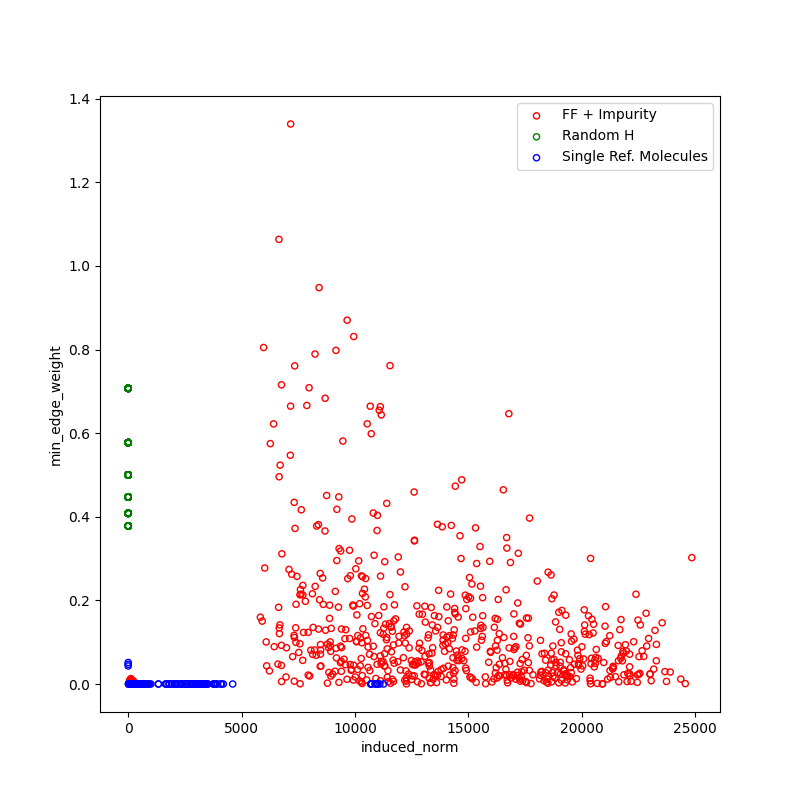 1.4
1.2
1.0
0.8
0.6
0.4
0.2
0.0
min_edge_weight
FF + Impurity
Random H
Single Ref. Molecules
0 5000 10000 15000 20000 25000
induced_norm